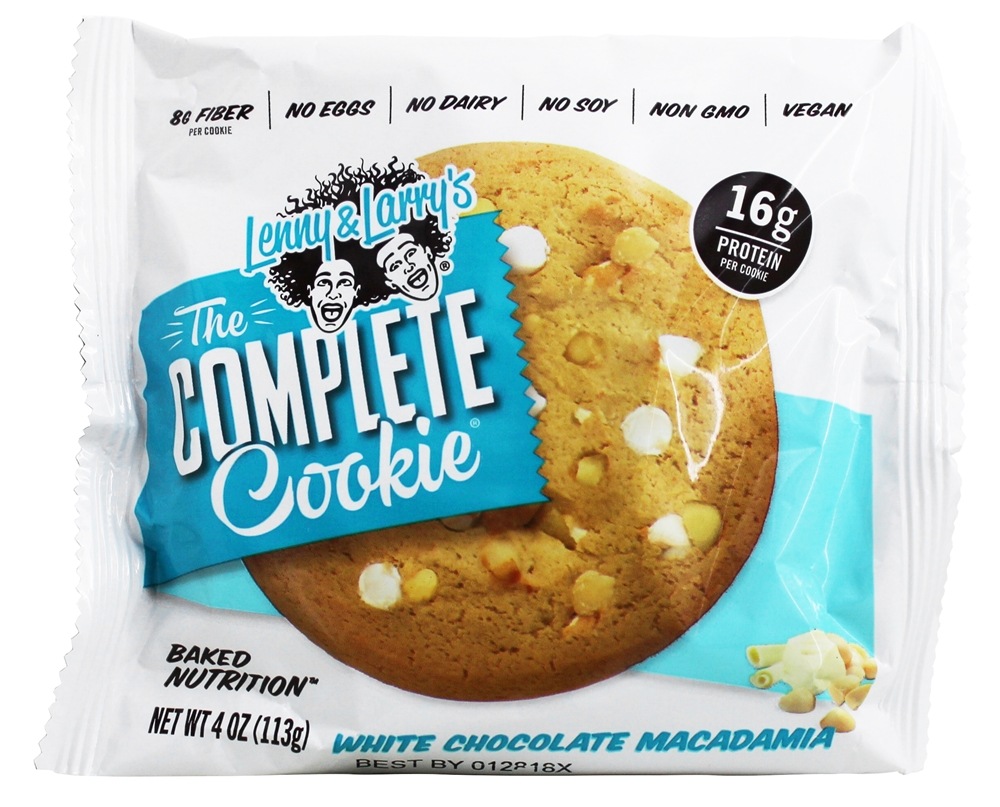 8G FIBER
PER COOKIE
NO EGGS
NO DAIRY
NO SOY
NON GMO
VEGAN
Lenny & Larry's®
The
COMPLETE
Cookie®
16g
PROTEIN
PER COOKIE
BAKED
NUTRITION™
NET WT 4 OZ (113g)
WHITE CHOCOLATE MACADAMIA
BEST BY 012818X